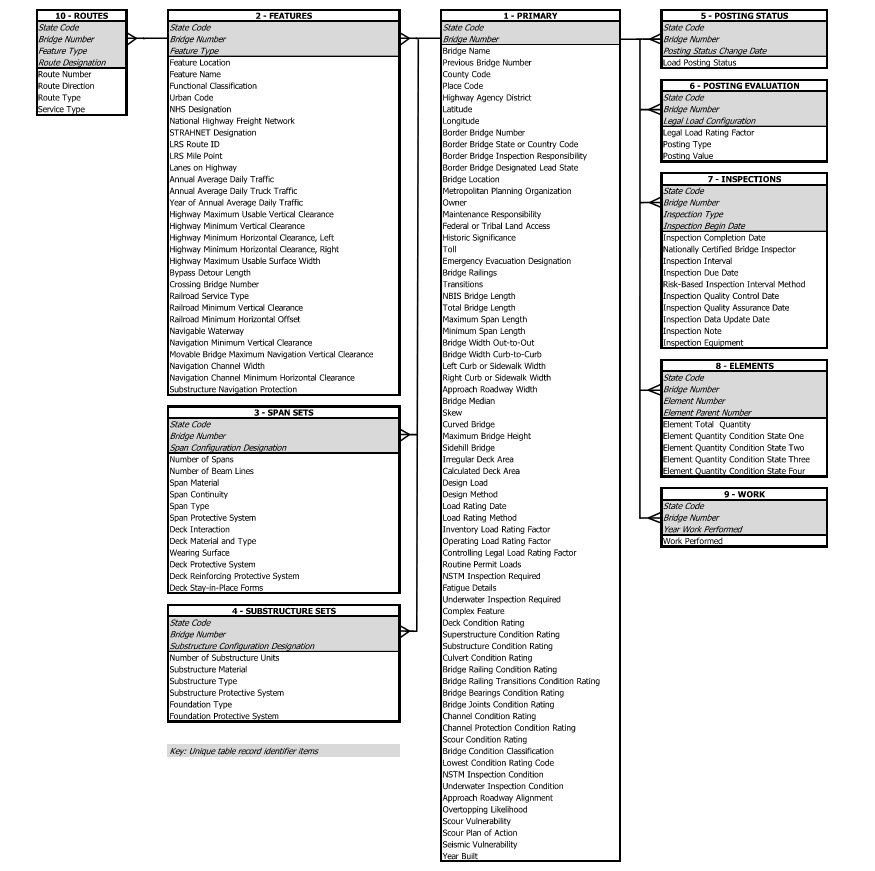 10 - ROUTES
State Code
Bridge Number
Feature Type
Route Designation
Route Number
Route Direction
Route Type
Service Type
2 - FEATURES
State Code
Bridge Number
Feature Type
Feature Location
Feature Name
Functional Classification
Urban Code
NHS Designation
National Highway Freight Network
STRAHNET Designation
LRS Route ID
LRS Mile Point
Lanes on Highway
Annual Average Daily Traffic
Annual Average Daily Truck Traffic
Year of Annual Average Daily Traffic
Highway Maximum Usable Vertical Clearance
Highway Minimum Vertical Clearance
Highway Minimum Horizontal Clearance, Left
Highway Minimum Horizontal Clearance, Right
Highway Maximum Usable Surface Width
Bypass Detour Length
Crossing Bridge Number
Railroad Service Type
Railroad Minimum Vertical Clearance
Railroad Minimum Horizontal Offset
Navigable Waterway
Navigation Minimum Vertical Clearance
Movable Bridge Maximum Navigation Vertical Clearance
Navigation Channel Width
Navigation Channel Minimum Horizontal Clearance
Substructure Navigation Protection
3 - SPAN SETS
State Code
Bridge Number
Span Configuration Designation
Number of Spans
Number of Beam Lines
Span Material
Span Continuity
Span Type
Span Protective System
Deck Interaction
Deck Material and Type
Wearing Surface
Deck Protective System
Deck Reinforcing Protective System
Deck Stay-in-Place Forms
4 - SUBSTRUCTURE SETS
State Code
Bridge Number
Substructure Configuration Designation
Number of Substructure Units
Substructure Material
Substructure Type
Substructure Protective System
Foundation Type
Foundation Protective System
Key: Unique table record identifier items
1 - PRIMARY
State Code
Bridge Number
Bridge Name
Previous Bridge Number
County Code
Place Code
Highway Agency District
Latitude
Longitude
Border Bridge Number
Border Bridge State or Country Code
Border Bridge Inspection Responsibility
Border Bridge Designated Lead State
Bridge Location
Metropolitan Planning Organization
Owner
Maintenance Responsibility
Federal or Tribal Land Access
Historic Significance
Toll
Emergency Evacuation Designation
Bridge Railings
Transitions
NBIS Bridge Length
Total Bridge Length
Maximum Span Length
Minimum Span Length
Bridge Width Out-to-Out
Bridge Width Curb-to-Curb
Left Curb or Sidewalk Width
Right Curb or Sidewalk Width
Approach Roadway Width
Bridge Median
Skew
Curved Bridge
Maximum Bridge Height
Sidehill Bridge
Irregular Deck Area
Calculated Deck Area
Design Load
Design Method
Load Rating Date
Load Rating Method
Inventory Load Rating Factor
Operating Load Rating Factor
Controlling Legal Load Rating Factor
Routine Permit Loads
NSTM Inspection Required
Fatigue Details
Underwater Inspection Required
Complex Feature
Deck Condition Rating
Superstructure Condition Rating
Substructure Condition Rating
Culvert Condition Rating
Bridge Railing Condition Rating
Bridge Railing Transitions Condition Rating
Bridge Bearings Condition Rating
Bridge Joints Condition Rating
Channel Condition Rating
Channel Protection Condition Rating
Scour Condition Rating
Bridge Condition Classification
Lowest Condition Rating Code
NSTM Inspection Condition
Underwater Inspection Condition
Approach Roadway Alignment
Overtopping Likelihood
Scour Vulnerability
Scour Plan of Action
Seismic Vulnerability
Year Built
5 - POSTING STATUS
State Code
Bridge Number
Posting Status Change Date
Load Posting Status
6 - POSTING EVALUATION
State Code
Bridge Number
Legal Load Configuration
Legal Load Rating Factor
Posting Type
Posting Value
7 - INSPECTIONS
State Code
Bridge Number
Inspection Type
Inspection Begin Date
Inspection Completion Date
Nationally Certified Bridge Inspector
Inspection Interval
Inspection Due Date
Risk-Based Inspection Interval Method
Inspection Quality Control Date
Inspection Quality Assurance Date
Inspection Data Update Date
Inspection Note
Inspection Equipment
8 - ELEMENTS
State Code
Bridge Number
Element Number
Element Parent Number
Element Total Quantity
Element Quantity Condition State One
Element Quantity Condition State Two
Element Quantity Condition State Three
Element Quantity Condition State Four
9 - WORK
State Code
Bridge Number
Year Work Performed
Work Performed